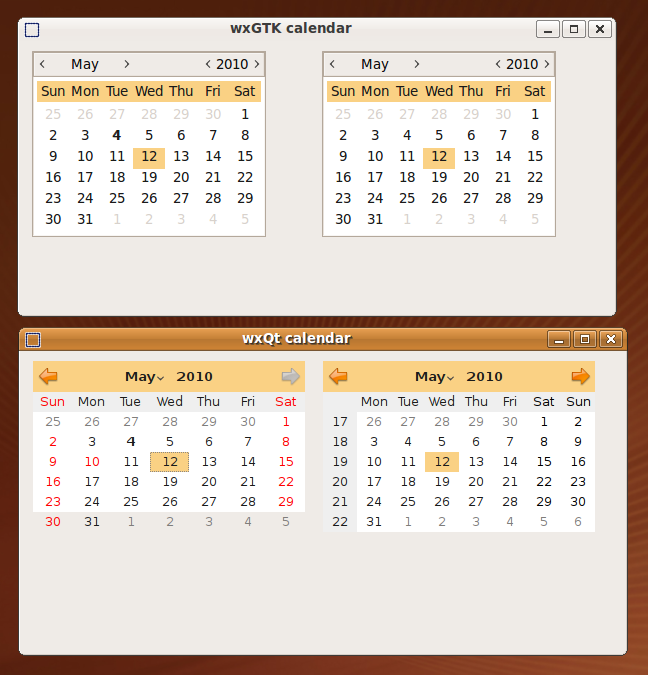 wxGTK calendar
May 2010 May 2010
Sun Mon Tue Wed Thu Fri Sat Sun Mon Tue Wed Thu Fri Sat
25 26 27 28 29 30 1 25 26 27 28 29 30 1
2 3 4 5 6 7 8 2 3 4 5 6 7 8
9 10 11 12 13 14 15 9 10 11 12 13 14 15
16 17 18 19 20 21 22 16 17 18 19 20 21 22
23 24 25 26 27 28 29 23 24 25 26 27 28 29
30 31 1 2 3 4 5 30 31 1 2 3 4 5
wxQt calendar
May 2010 May 2010
Sun Mon Tue Wed Thu Fri Sat Mon Tue Wed Thu Fri Sat Sun
25 26 27 28 29 30 1 17 26 27 28 29 30 1 2
2 3 4 5 6 7 8 18 3 4 5 6 7 8 9
9 10 11 12 13 14 15 19 10 11 12 13 14 15 16
16 17 18 19 20 21 22 20 17 18 19 20 21 22 23
23 24 25 26 27 28 29 21 24 25 26 27 28 29 30
30 31 1 2 3 4 5 22 31 1 2 3 4 5 6